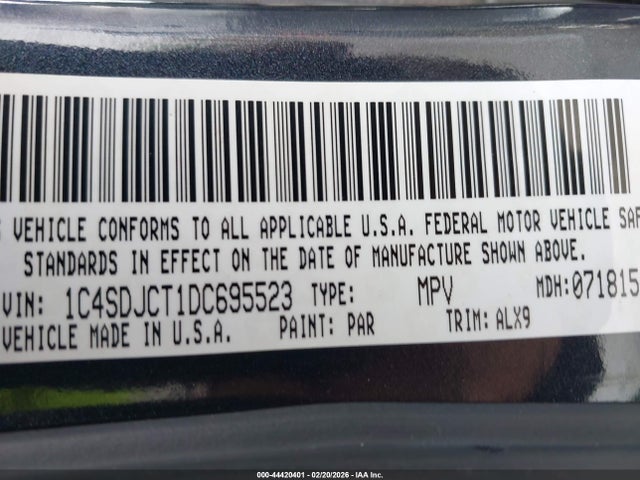 VEHICLE CONFORMS TO ALL APPLICABLE U.S.A. FEDERAL MOTOR VEHICLE SAF
STANDARDS IN EFFECT ON THE DATE OF MANUFACTURE SHOWN ABOVE.
VIN: 1C4SDJCT1DC695523 TYPE: MPV MDH:071815
VEHICLE MADE IN U.S.A. PAINT: PAR TRIM: ALX9
000-44420401 - 02/20/2026 - IAA Inc.